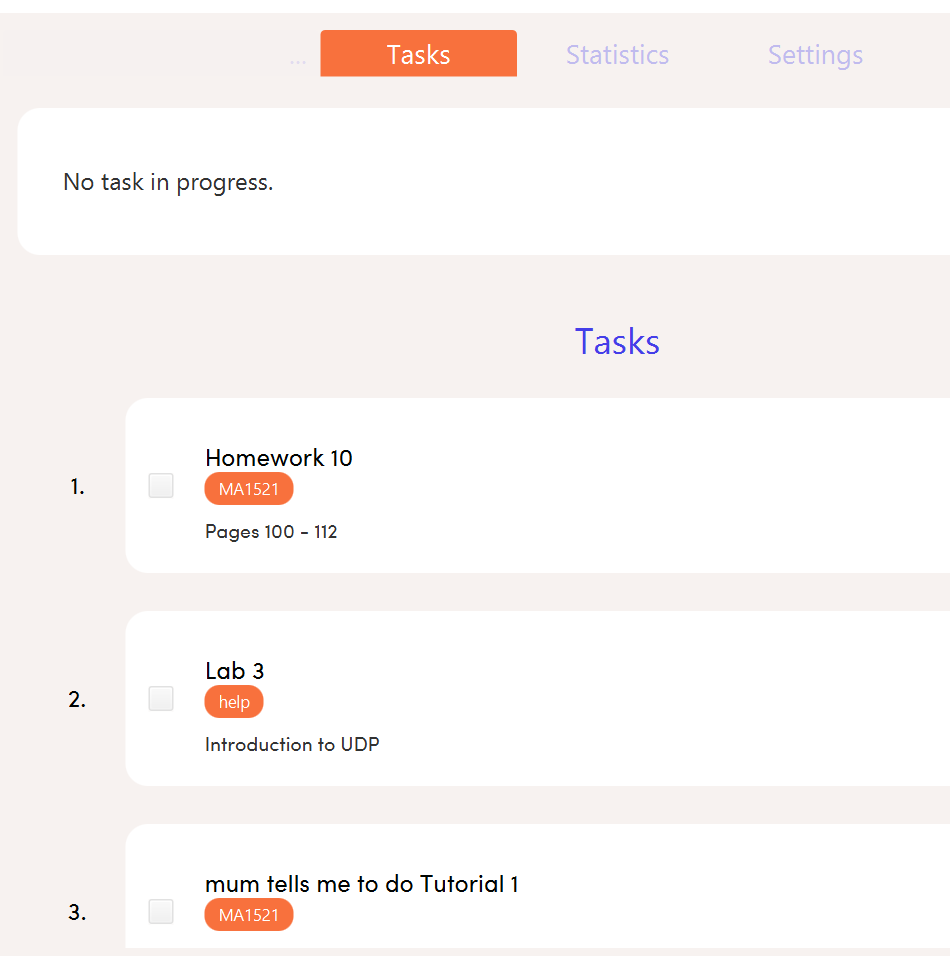 ...
Tasks
Statistics
Settings
No task in progress.
Tasks
1.
Homework 10
MA1521
Pages 100 - 112
2.
Lab 3
help
Introduction to UDP
3.
mum tells me to do Tutorial 1
MA1521